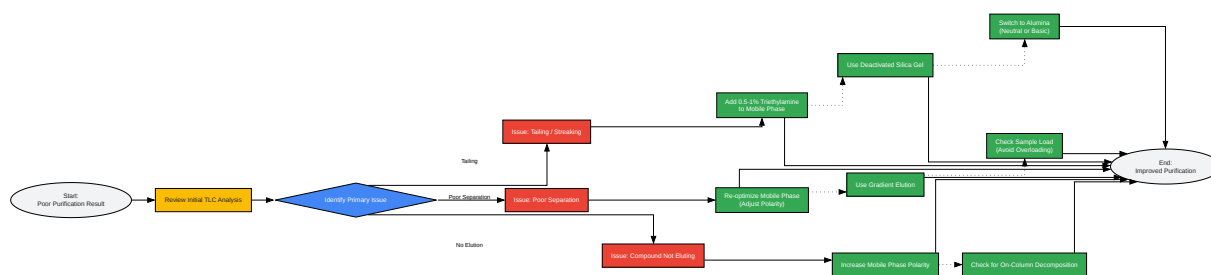 Start:
Poor Purification Result
Review Initial TLC Analysis
Identify Primary Issue
Tailing
Poor Separation
No Elution
Issue: Tailing / Streaking
Issue: Poor Separation
Issue: Compound Not Eluting
Add 0.5-1% Triethylamine
to Mobile Phase
Use Deactivated Silica Gel
Switch to Alumina
(Neutral or Basic)
Re-optimize Mobile Phase
(Adjust Polarity)
Use Gradient Elution
Check Sample Load
(Avoid Overloading)
Increase Mobile Phase Polarity
Check for On-Column Decomposition
End:
Improved Purification